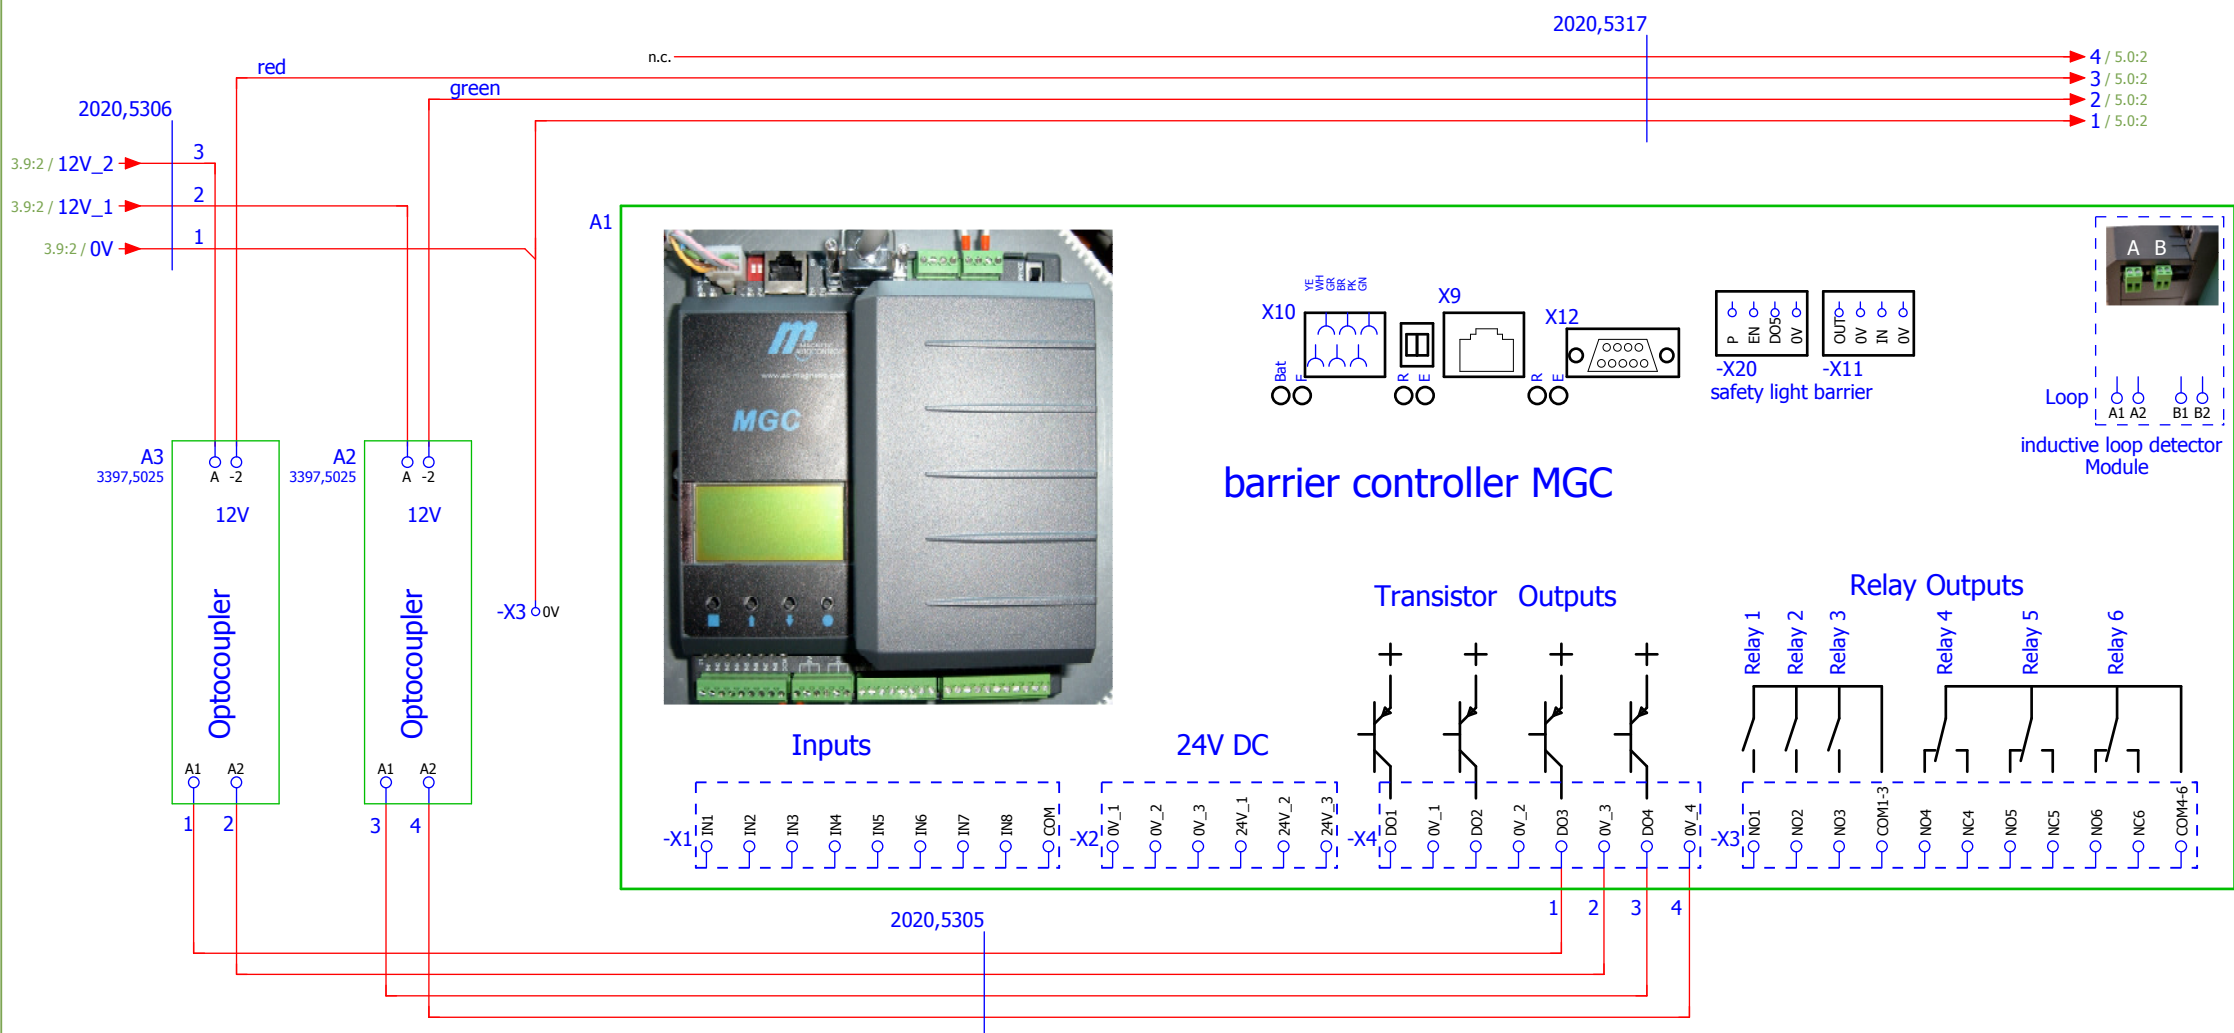 2020,5317
n.c.
4 / 5.0:2
red
3 / 5.0:2
green
2 / 5.0:2
1 / 5.0:2
2020,5306
3.9:2 / 12V_2
3
3.9:2 / 12V_1
2
3.9:2 / 0V
1
A1
A B
YE
WH
GR
BR
PK
GN
X10
X9
X12
Bat
F
R
E
R
E
P
EN
DO5
0V
OUT
0V
IN
0V
-X20
-X11
safety light barrier
Loop
A1 A2 B1 B2
inductive loop detector
Module
MGC
barrier controller MGC
A3
3397,5025
A -2
12V
Optocoupler
A1 A2
1 2
A2
3397,5025
A -2
12V
Optocoupler
A1 A2
3 4
-X3 0V
Transistor Outputs
Relay Outputs
Relay 1
Relay 2
Relay 3
Relay 4
Relay 5
Relay 6
Inputs
24V DC
-X1
IN1
IN2
IN3
IN4
IN5
IN6
IN7
IN8
COM
-X2
0V_1
0V_2
0V_3
24V_1
24V_2
24V_3
-X4
DO1
0V_1
DO2
0V_2
DO3
0V_3
DO4
0V_4
-X3
NO1
NO2
NO3
COM1-3
NO4
NC4
NO5
NC5
NO6
NC6
COM4-6
1 2 3 4
2020,5305